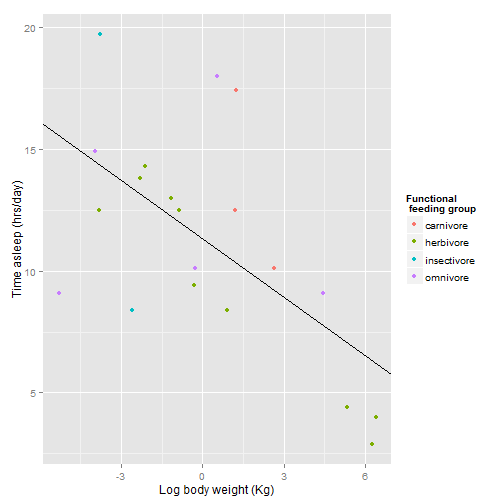 20
15
10
5
Time asleep (hrs/day)
-3
0
3
6
Log body weight (Kg)
Functional
feeding group
carnivore
herbivore
insectivore
omnivore